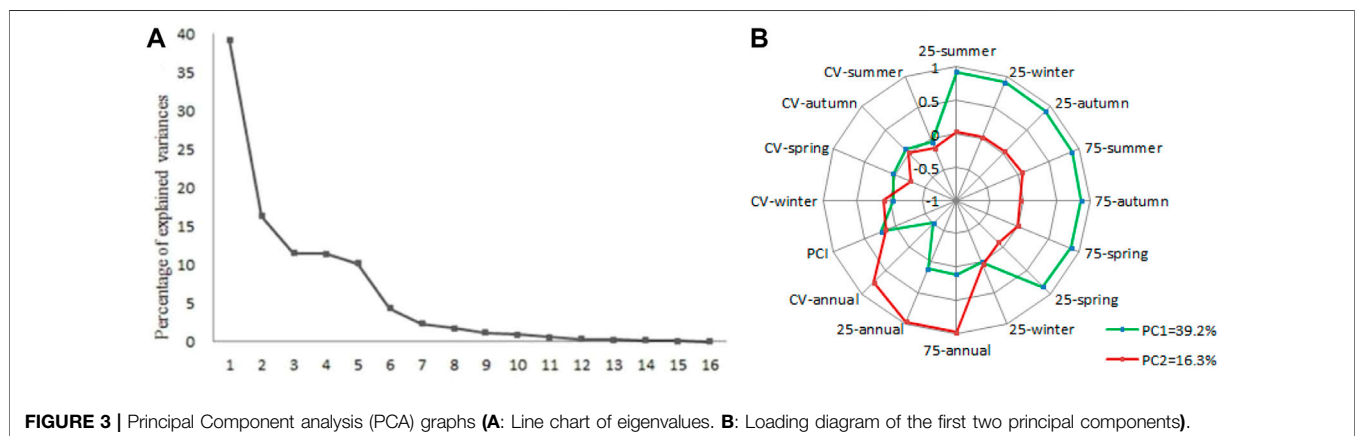 A
40
35
30
25
20
15
10
5
0
Percentage of explained variances
1 2 3 4 5 6 7 8 9 10 11 12 13 14 15 16
B
25-summer
25-winter
25-autumn
75-summer
75-autumn
75-spring
25-spring
25-winter
75-annual
25-annual
CV-annual
PCI
CV-winter
CV-spring
CV-autumn
CV-summer
1
0.5
0
-0.5
-1
PC1=39.2%
PC2=16.3%
FIGURE 3 | Principal Component analysis (PCA) graphs (A: Line chart of eigenvalues. B: Loading diagram of the first two principal components).